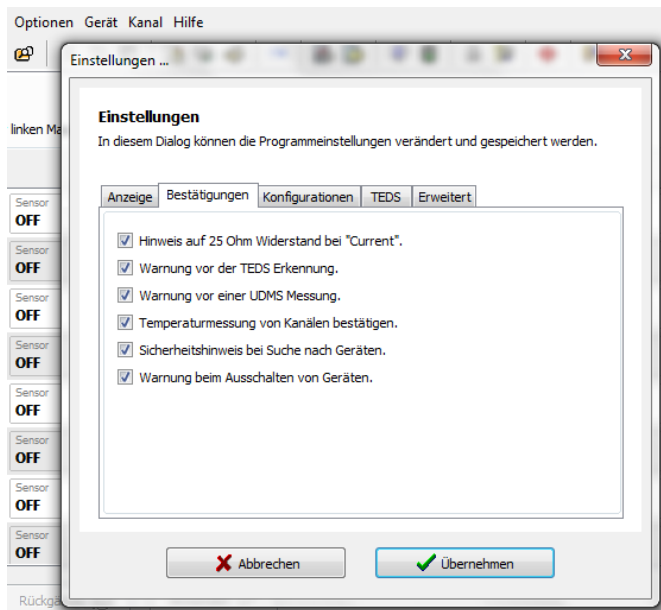 Optionen Gerät Kanal Hilfe
Einstellungen ...
linken
Einstellungen
In diesem Dialog können die Programmeinstellungen verändert und gespeichert werden.
Anzeige Bestätigungen Konfigurationen TEDS Erweitert
Sensor
OFF
Hinweis auf 25 Ohm Widerstand bei "Current".
Warnung vor der TEDS Erkennung.
Sensor
OFF
Warnung vor einer UDMS Messung.
Sensor
OFF
Temperaturmessung von Kanälen bestätigen.
Sensor
OFF
Sicherheitshinweis bei Suche nach Geräten.
Warnung beim Ausschalten von Geräten.
Sensor
OFF
Sensor
OFF
Sensor
OFF
Sensor
OFF
Abbrechen Übernehmen